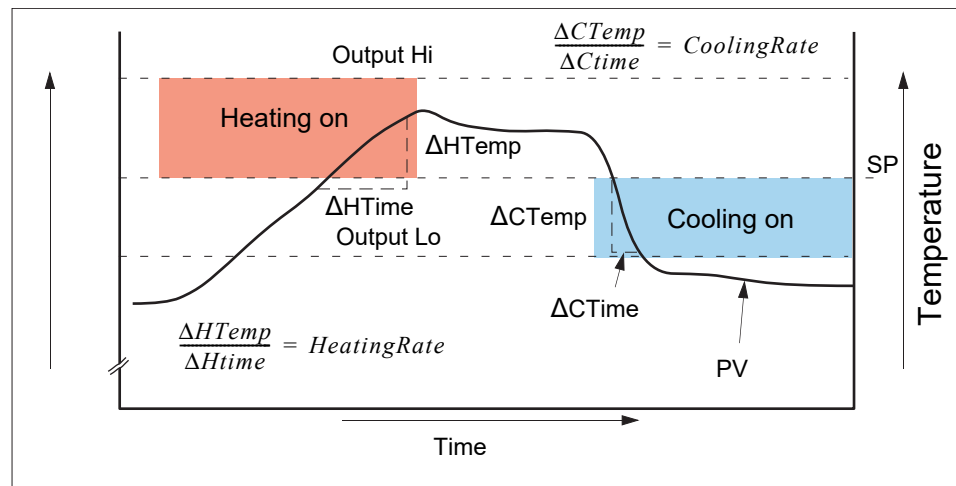 Output Hi
ΔCTemp
ΔCtime
= CoolingRate
Heating on
ΔHTemp
SP
ΔHTime
Output Lo
ΔCTemp
Cooling on
ΔCTime
ΔHTemp
ΔHtime
= HeatingRate
PV
Time
Temperature